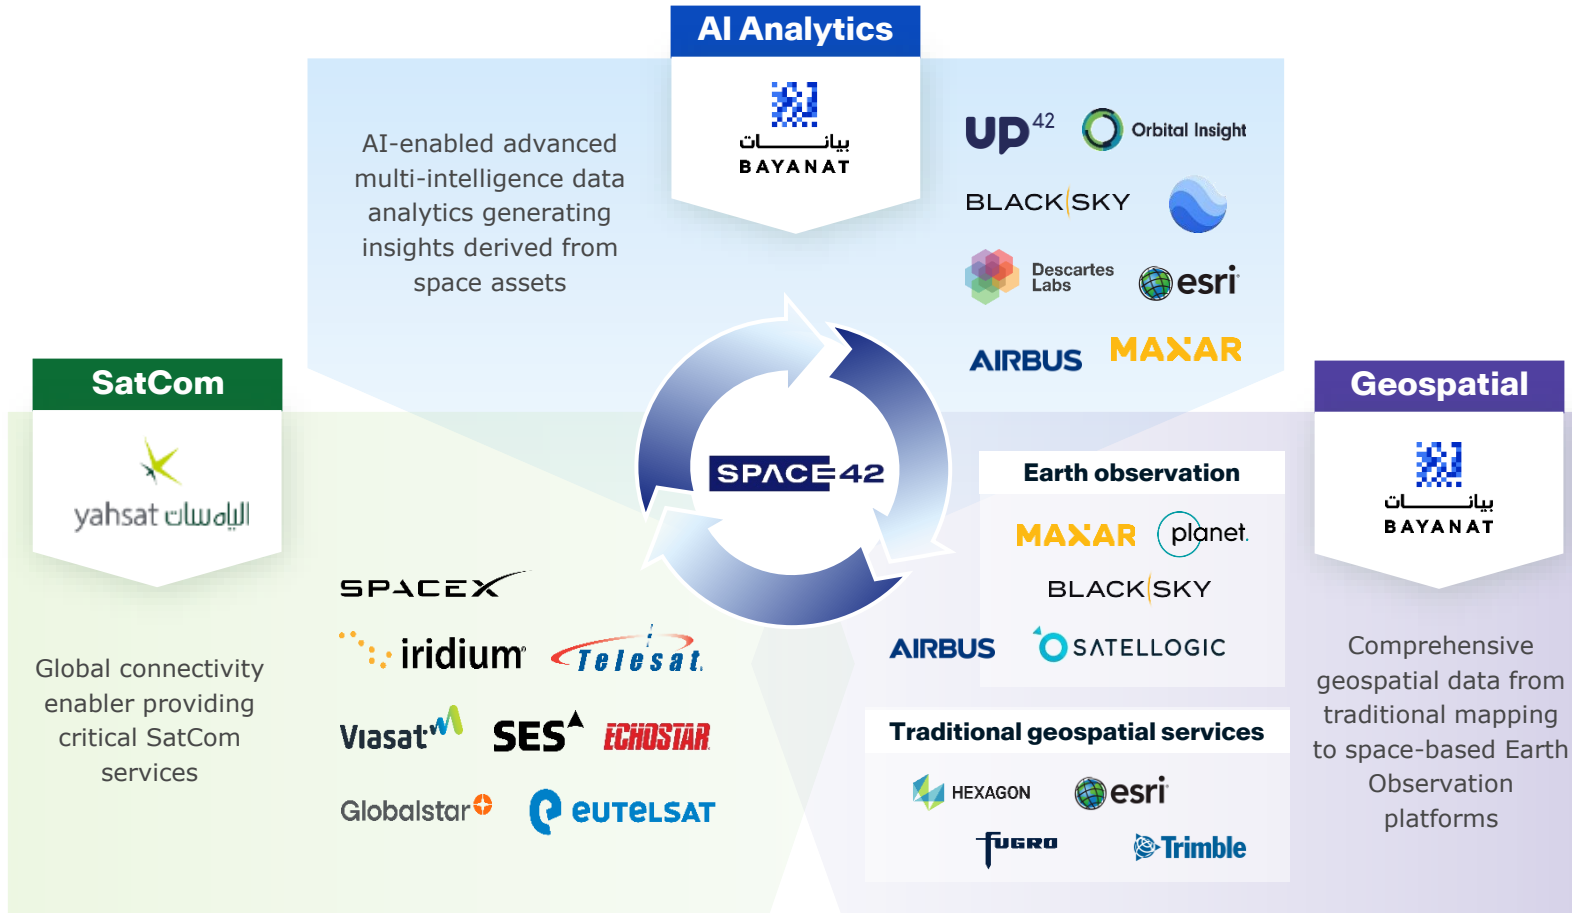 AI Analytics
بيانات
BAYANAT
AI-enabled advanced
multi-intelligence data
analytics generating
insights derived from
space assets
UP42
Orbital Insight
BLACKSKY
Descartes
Labs
esri
AIRBUS
MAXAR
SatCom
yahsat الياه سات
Global connectivity
enabler providing
critical SatCom
services
SPACEX
iridium
Telesat.
Viasat
SES
ECHOSTAR
Globalstar
eutelsat
SPACE42
Geospatial
بيانات
BAYANAT
Comprehensive
geospatial data from
traditional mapping
to space-based Earth
Observation
platforms
Earth observation
MAXAR
planet.
BLACKSKY
AIRBUS
SATELLOGIC
Traditional geospatial services
HEXAGON
esri
FUGRO
Trimble